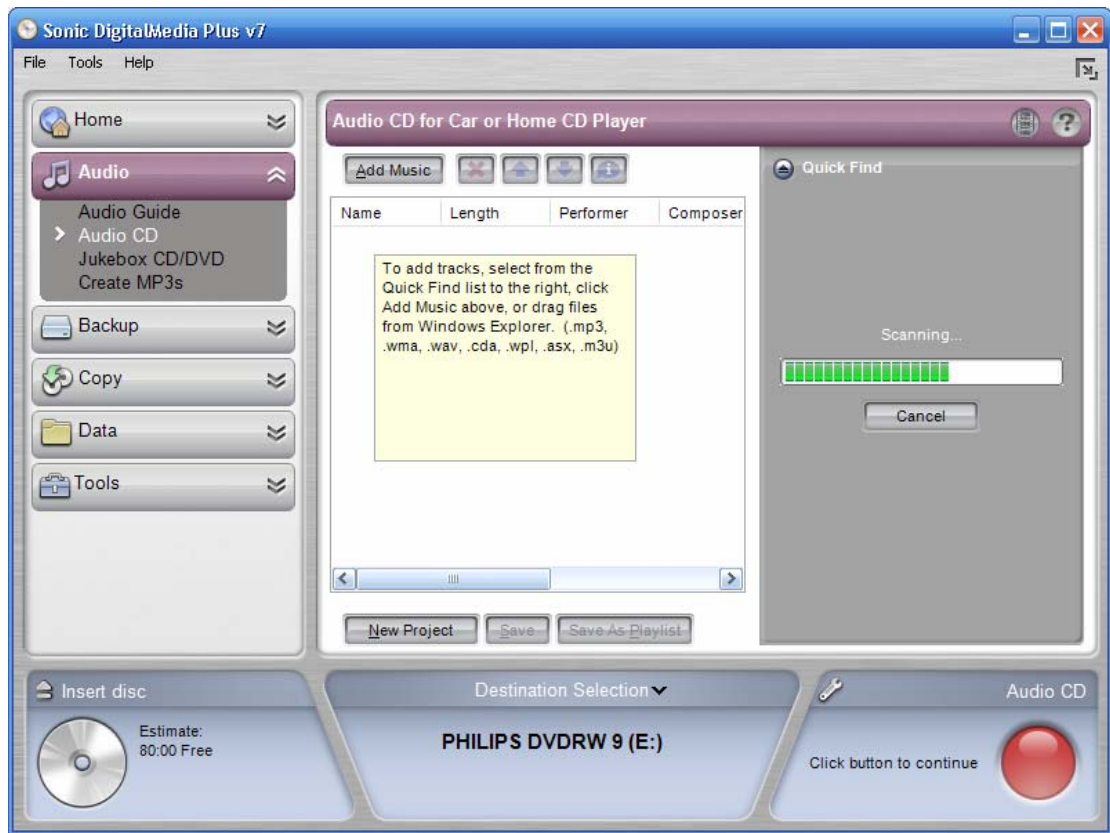 Sonic DigitalMedia Plus v7
File Tools Help
Home
Audio
Audio Guide
Audio CD
Jukebox CD/DVD
Create MP3s
Backup
Copy
Data
Tools
Audio CD for Car or Home CD Player
Add Music
Name Length Performer Composer
To add tracks, select from the
Quick Find list to the right, click
Add Music above, or drag files
from Windows Explorer. (.mp3,
.wma, .wav, .cda, .wpl, .asx, .m3u)
New Project Save Save As Playlist
Quick Find
Scanning...
Cancel
Insert disc
Estimate:
80:00 Free
Destination Selection
PHILIPS DVDRW 9 (E:)
Audio CD
Click button to continue